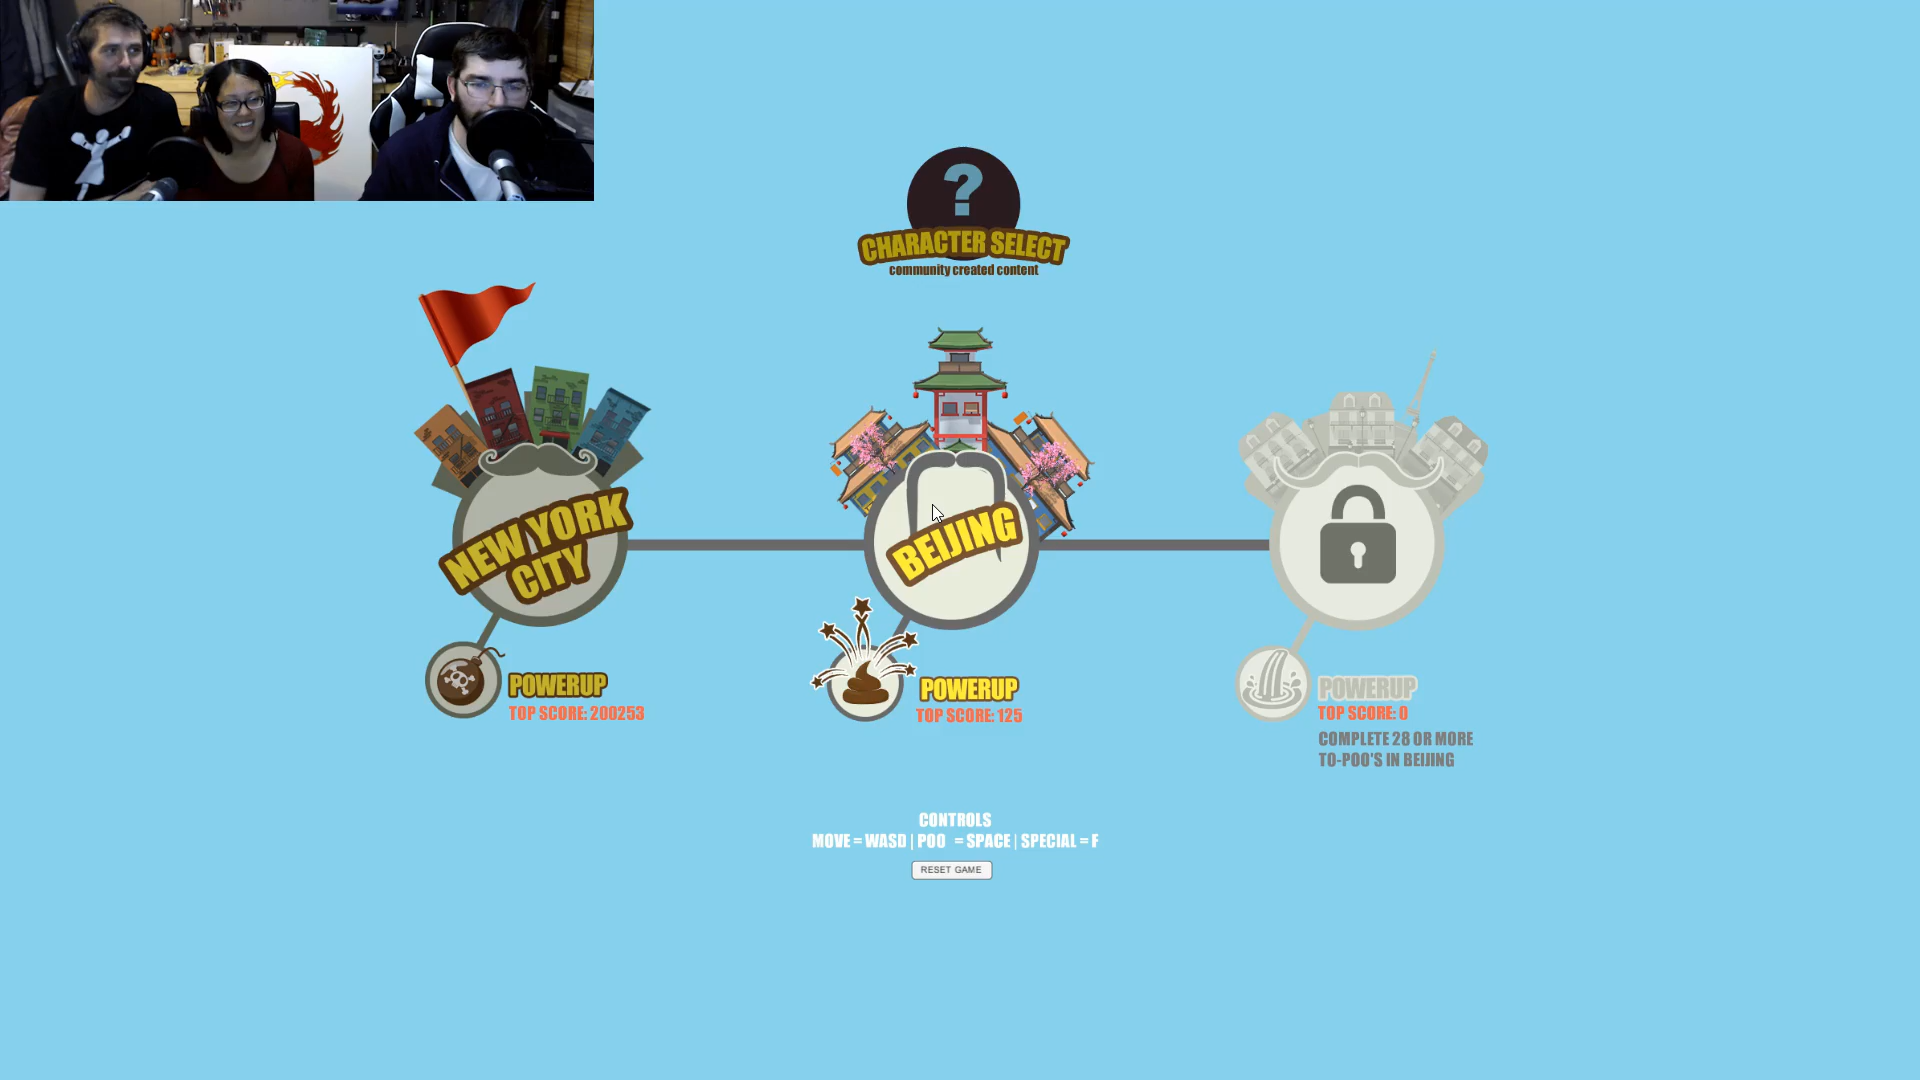 ?
CHARACTER SELECT
community created content
NEW YORK
CITY
BEIJING
POWERUP
TOP SCORE: 200253
POWERUP
TOP SCORE: 125
POWERUP
TOP SCORE: 0
COMPLETE 28 OR MORE
TO-POO'S IN BEIJING
CONTROLS
MOVE = WASD | POO = SPACE | SPECIAL = F
RESET GAME